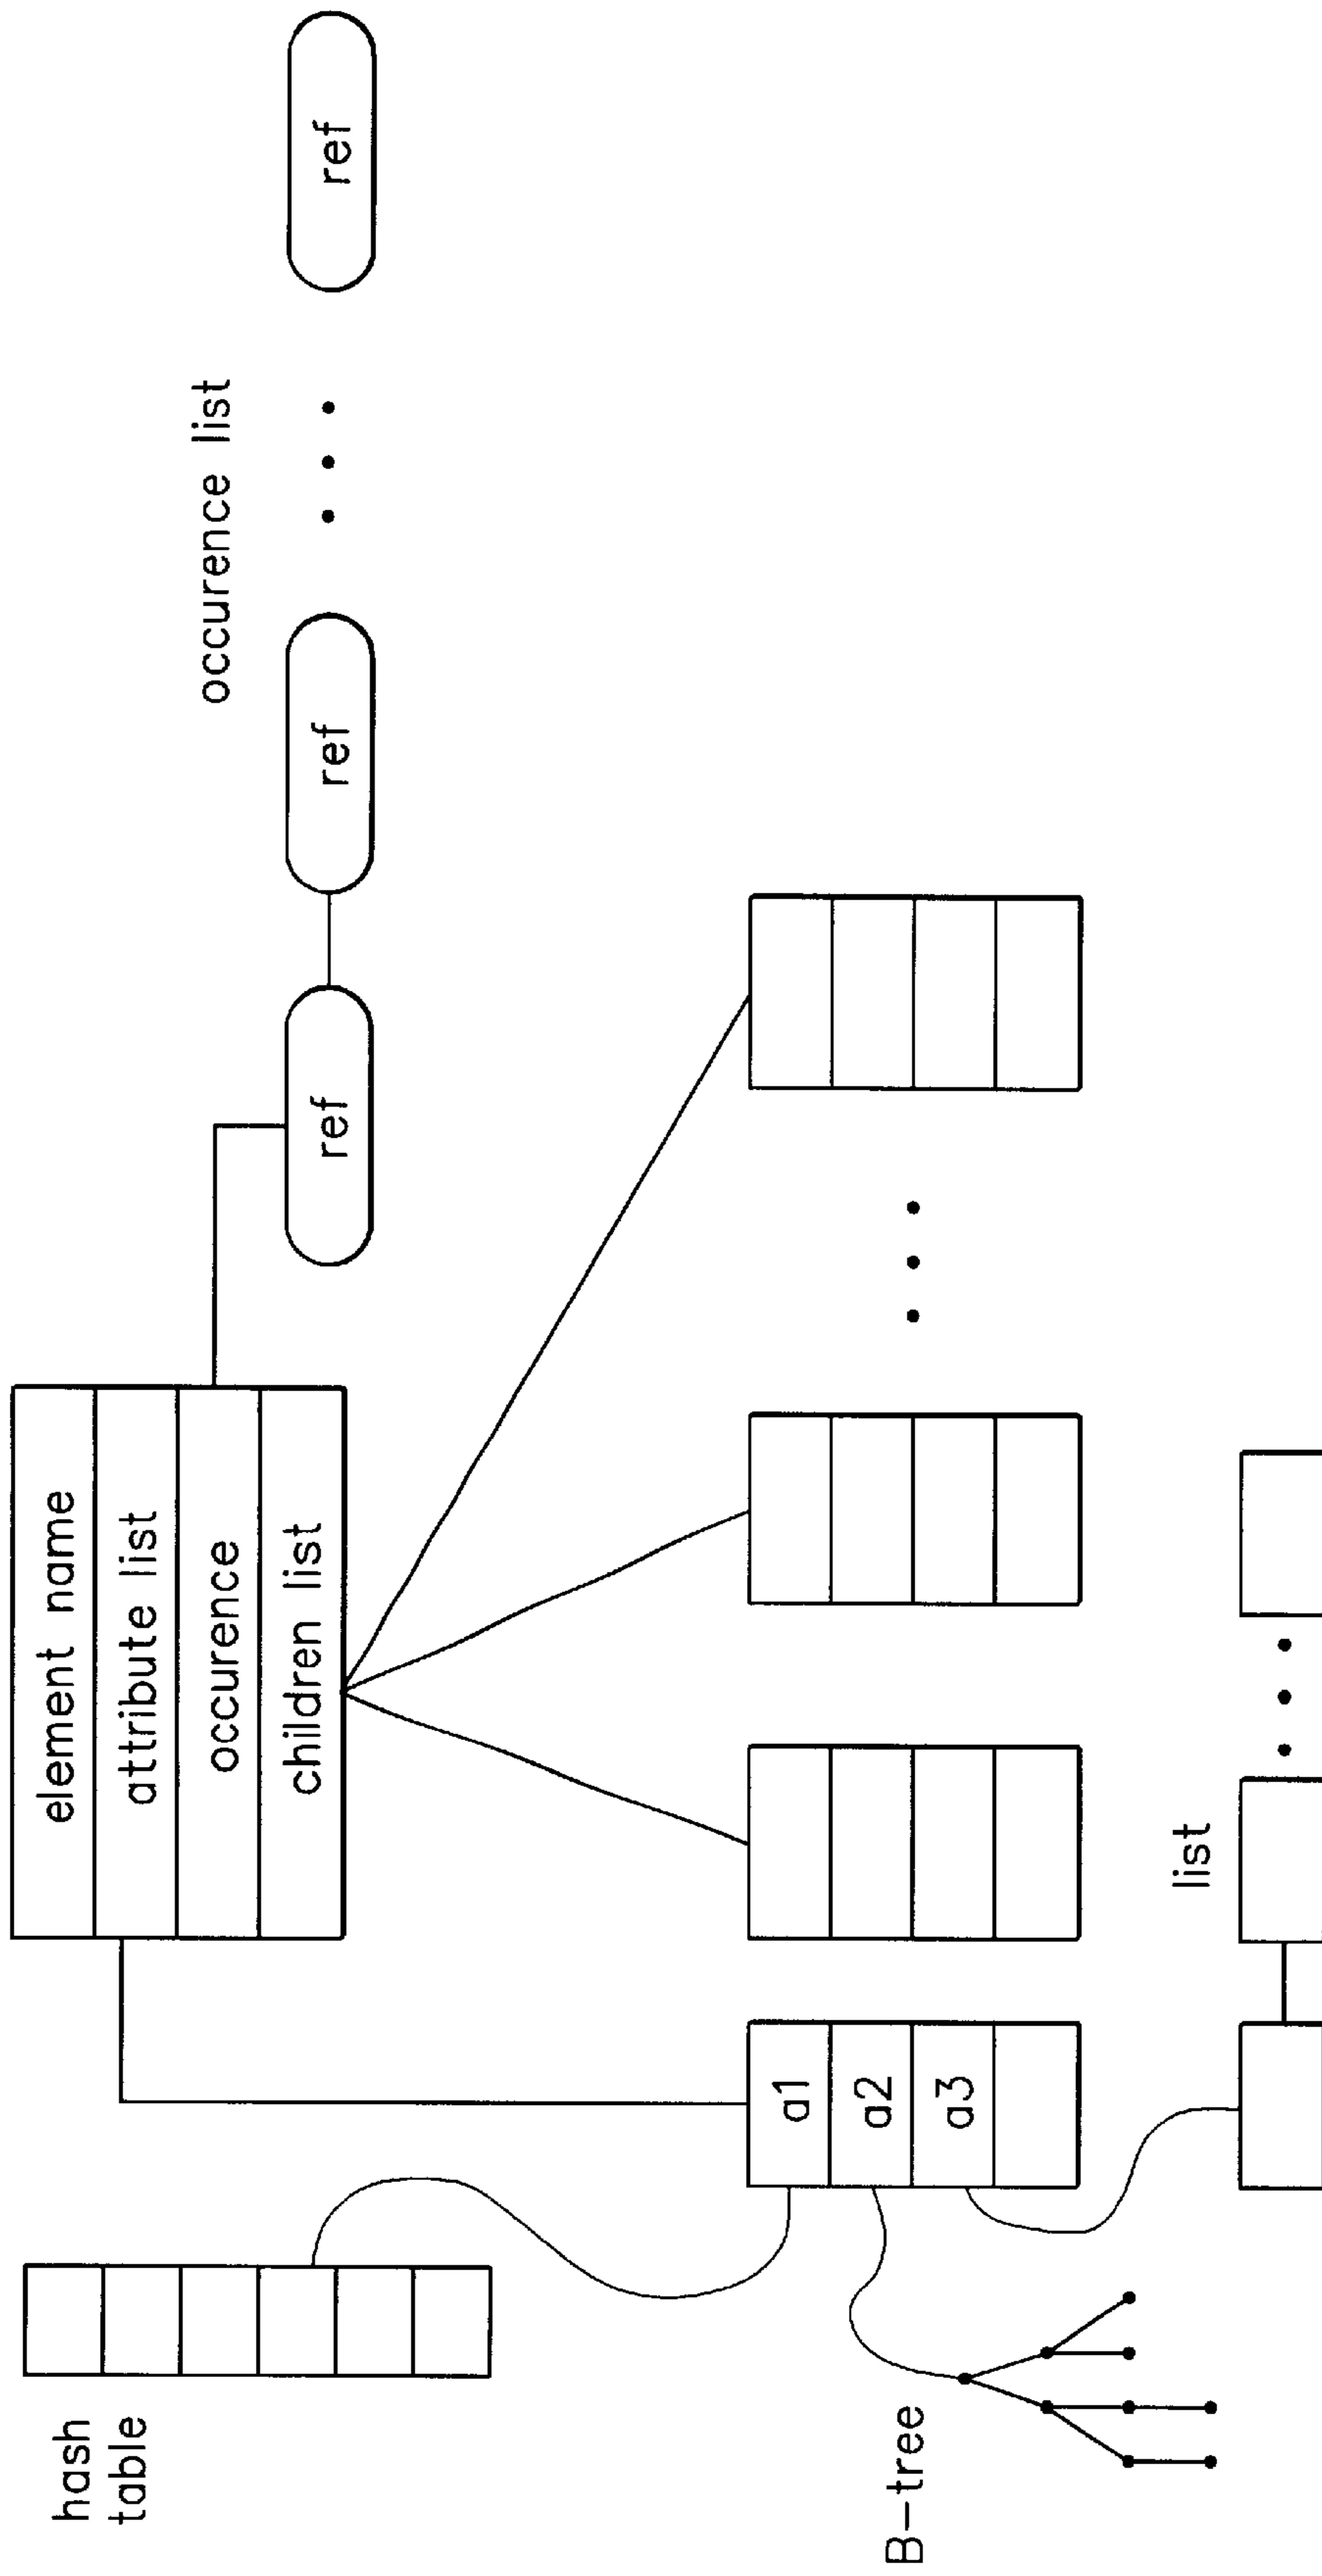 hash
table
element name
attribute list
occurence
children list
occurence list
ref
ref
ref
a1
a2
a3
B-tree
list